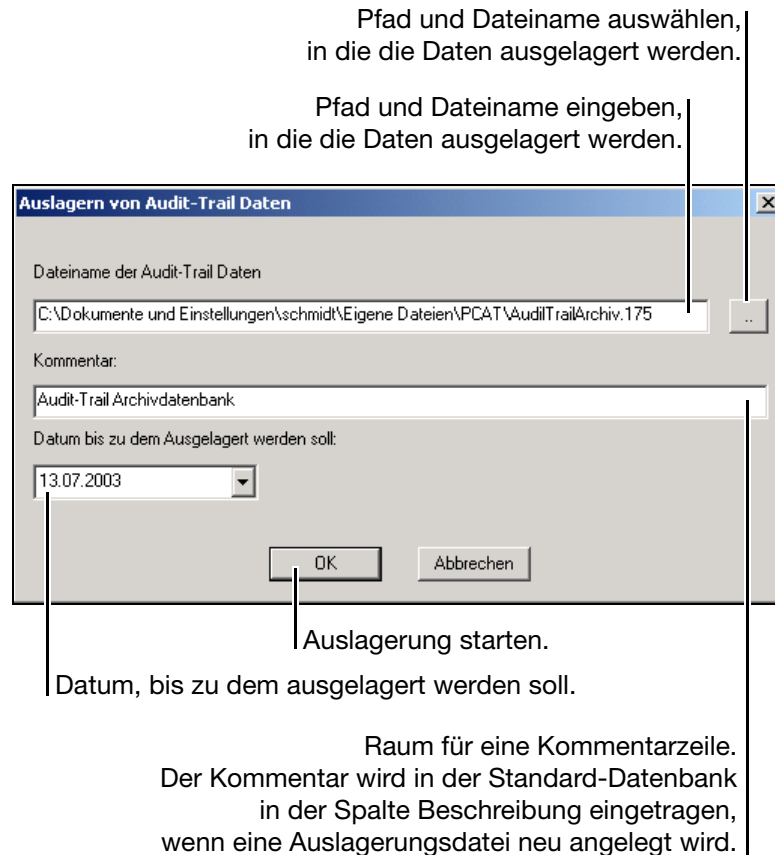 Pfad und Dateiname auswählen,
in die die Daten ausgelagert werden.
Pfad und Dateiname eingeben,
in die die Daten ausgelagert werden.
Auslagern von Audit-Trail Daten
Dateiname der Audit-Trail Daten
C:\Dokumente und Einstellungen\schmidt\Eigene Dateien\PCAT\AudilTrailArchiv.175
..
Kommentar:
Audit-Trail Archivdatenbank
Datum bis zu dem Ausgelagert werden soll:
13.07.2003
OK
Abbrechen
Auslagerung starten.
Datum, bis zu dem ausgelagert werden soll.
Raum für eine Kommentarzeile.
Der Kommentar wird in der Standard-Datenbank
in der Spalte Beschreibung eingetragen,
wenn eine Auslagerungsdatei neu angelegt wird.